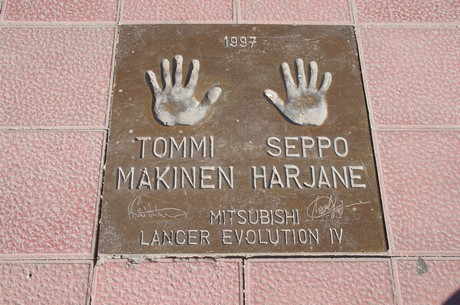 1997
TOMMI SEPPO
MAKINEN HARJANE
MITSUBISHI
LANCER EVOLUTION IV